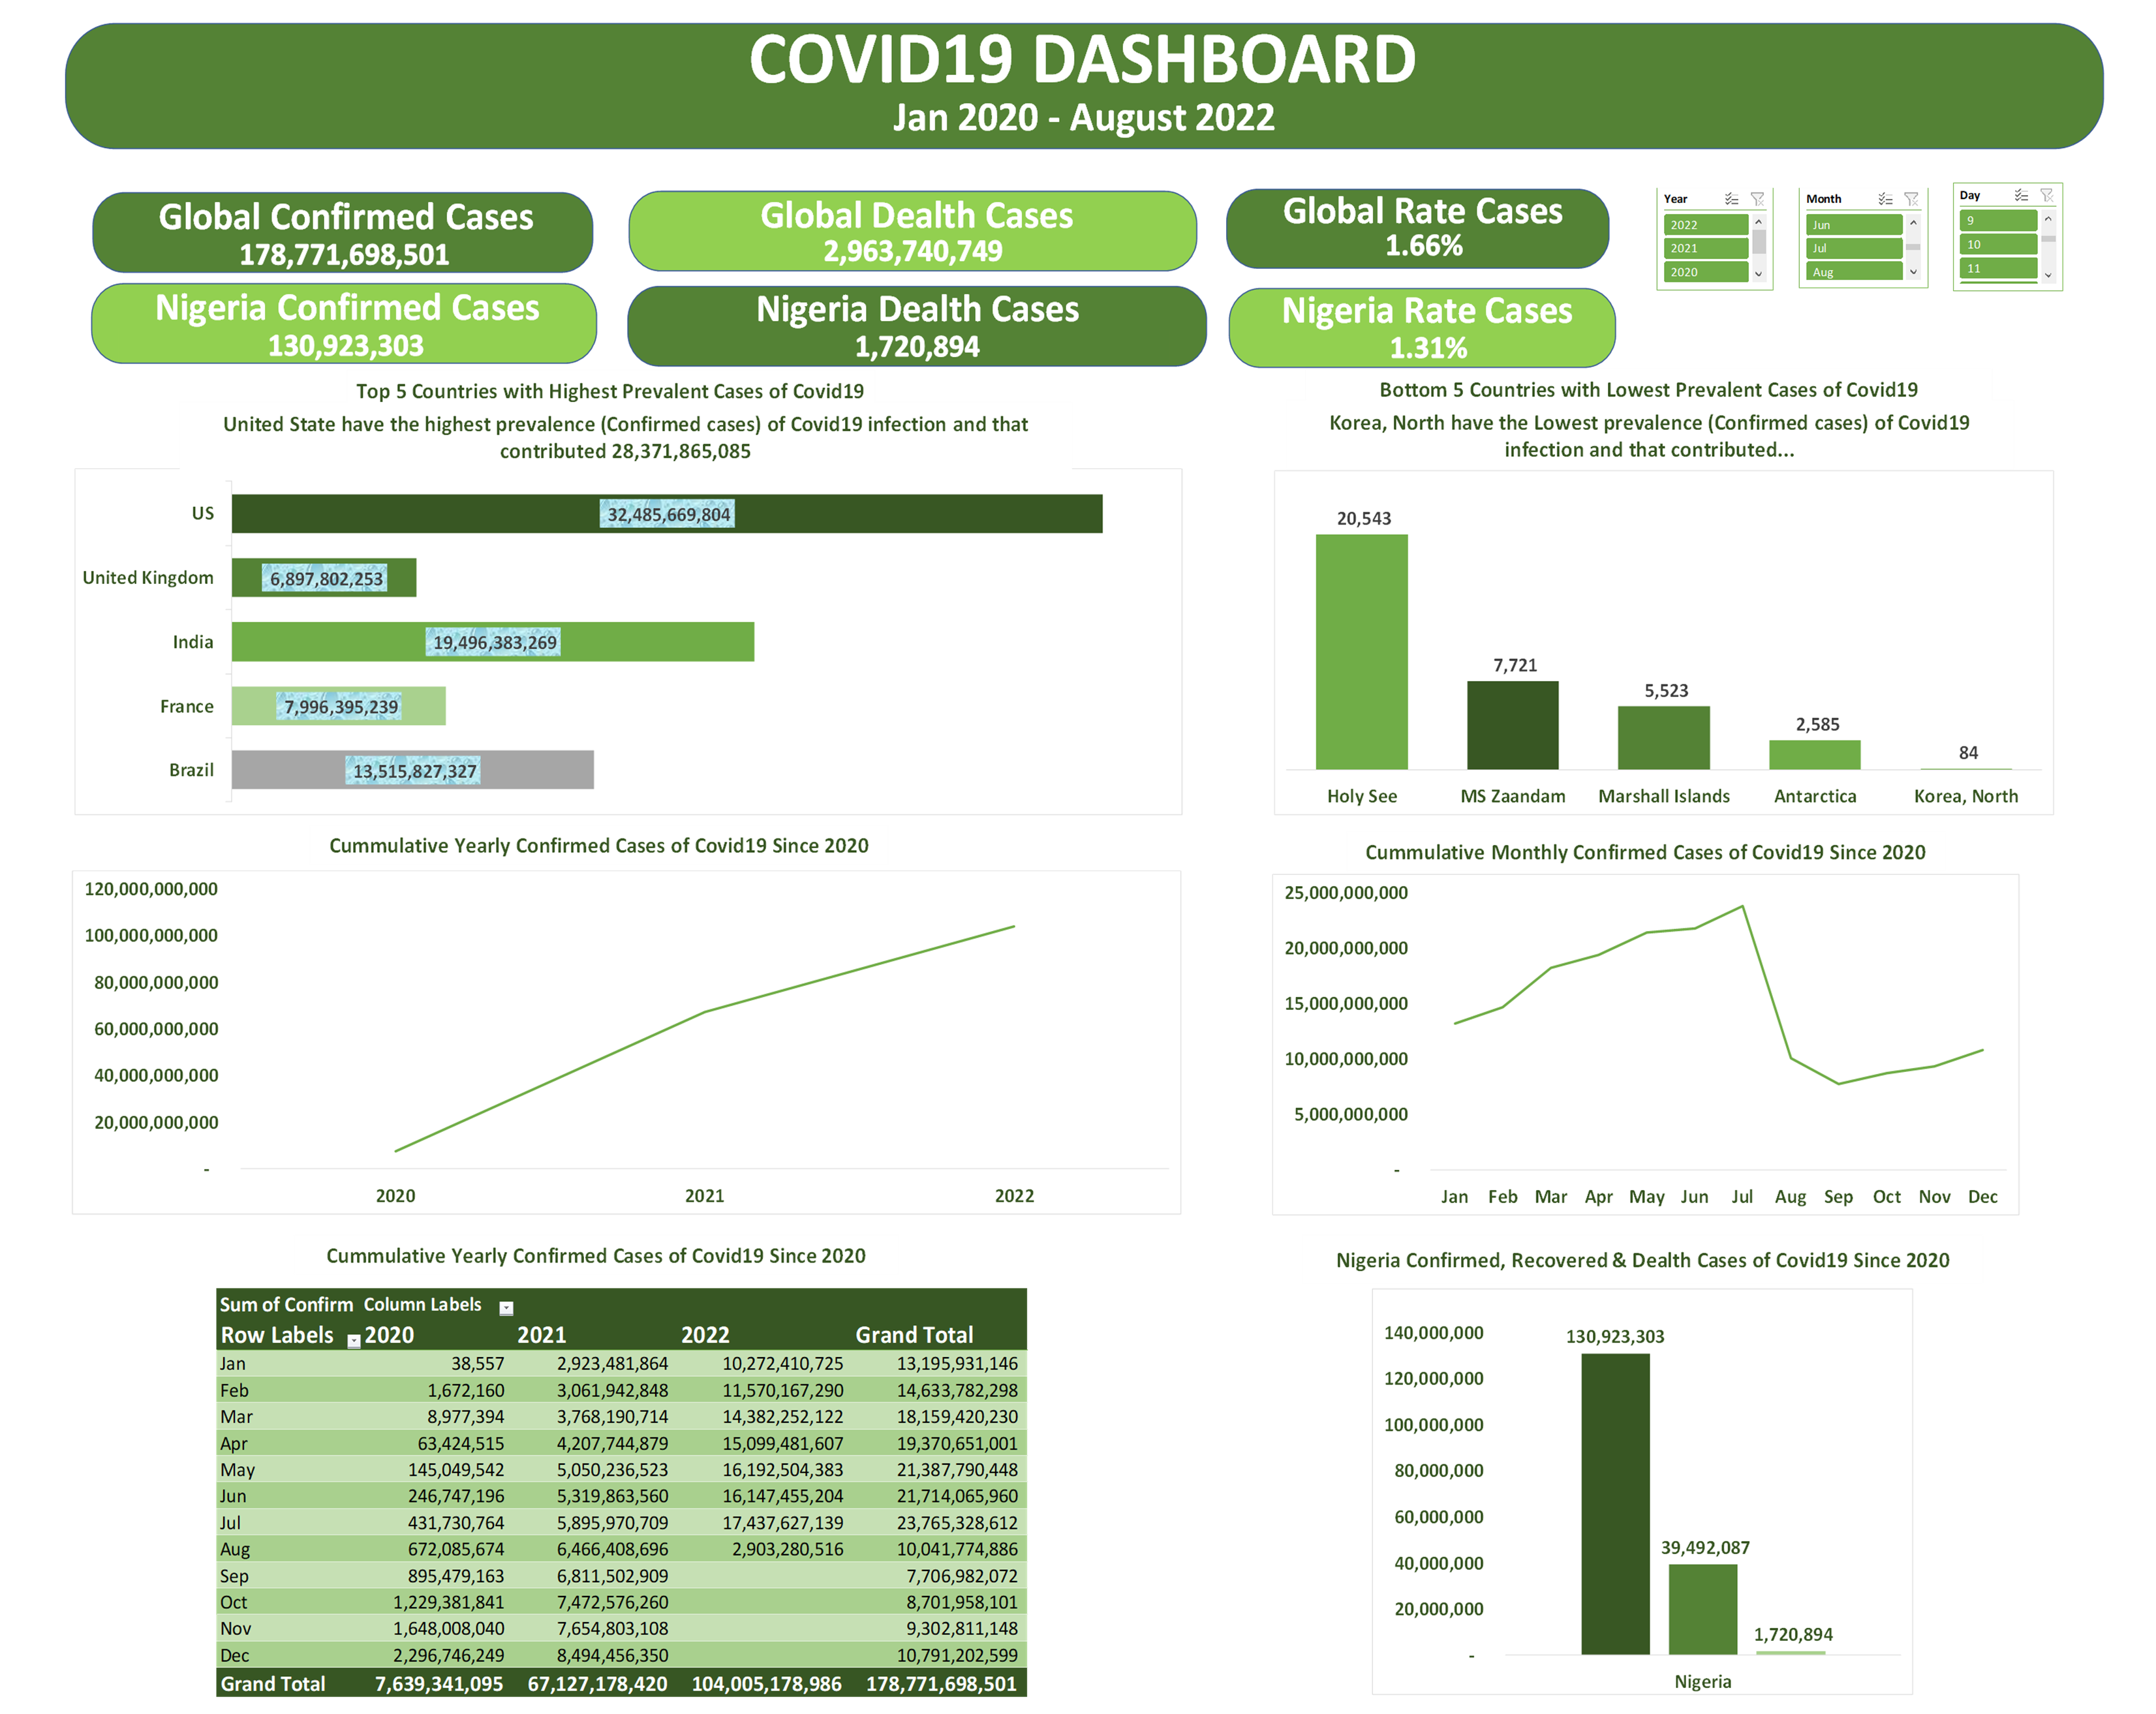 COVID19 DASHBOARD
Jan 2020 - August 2022
Global Confirmed Cases
178,771,698,501
Global Dealth Cases
2,963,740,749
Global Rate Cases
1.66%
Year
2022
2021
2020
Month
Jun
Jul
Aug
Day
9
10
11
Nigeria Confirmed Cases
130,923,303
Nigeria Dealth Cases
1,720,894
Nigeria Rate Cases
1.31%
Top 5 Countries with Highest Prevalent Cases of Covid19
United State have the highest prevalence (Confirmed cases) of Covid19 infection and that
contributed 28,371,865,085
US 32,485,669,804
United Kingdom 6,897,802,253
India 19,496,383,269
France 7,996,395,239
Brazil 13,515,827,327
Bottom 5 Countries with Lowest Prevalent Cases of Covid19
Korea, North have the Lowest prevalence (Confirmed cases) of Covid19
infection and that contributed...
20,543
7,721
5,523
2,585
84
Holy See MS Zaandam Marshall Islands Antarctica Korea, North
Cummulative Yearly Confirmed Cases of Covid19 Since 2020
120,000,000,000
100,000,000,000
80,000,000,000
60,000,000,000
40,000,000,000
20,000,000,000
-
2020 2021 2022
Cummulative Monthly Confirmed Cases of Covid19 Since 2020
25,000,000,000
20,000,000,000
15,000,000,000
10,000,000,000
5,000,000,000
-
Jan Feb Mar Apr May Jun Jul Aug Sep Oct Nov Dec
Cummulative Yearly Confirmed Cases of Covid19 Since 2020
Sum of Confirm Column Labels
Row Labels 2020 2021 2022 Grand Total
Jan 38,557 2,923,481,864 10,272,410,725 13,195,931,146
Feb 1,672,160 3,061,942,848 11,570,167,290 14,633,782,298
Mar 8,977,394 3,768,190,714 14,382,252,122 18,159,420,230
Apr 63,424,515 4,207,744,879 15,099,481,607 19,370,651,001
May 145,049,542 5,050,236,523 16,192,504,383 21,387,790,448
Jun 246,747,196 5,319,863,560 16,147,455,204 21,714,065,960
Jul 431,730,764 5,895,970,709 17,437,627,139 23,765,328,612
Aug 672,085,674 6,466,408,696 2,903,280,516 10,041,774,886
Sep 895,479,163 6,811,502,909 7,706,982,072
Oct 1,229,381,841 7,472,576,260 8,701,958,101
Nov 1,648,008,040 7,654,803,108 9,302,811,148
Dec 2,296,746,249 8,494,456,350 10,791,202,599
Grand Total 7,639,341,095 67,127,178,420 104,005,178,986 178,771,698,501
Nigeria Confirmed, Recovered & Dealth Cases of Covid19 Since 2020
140,000,000
120,000,000
100,000,000
80,000,000
60,000,000
40,000,000
20,000,000
-
130,923,303
39,492,087
1,720,894
Nigeria